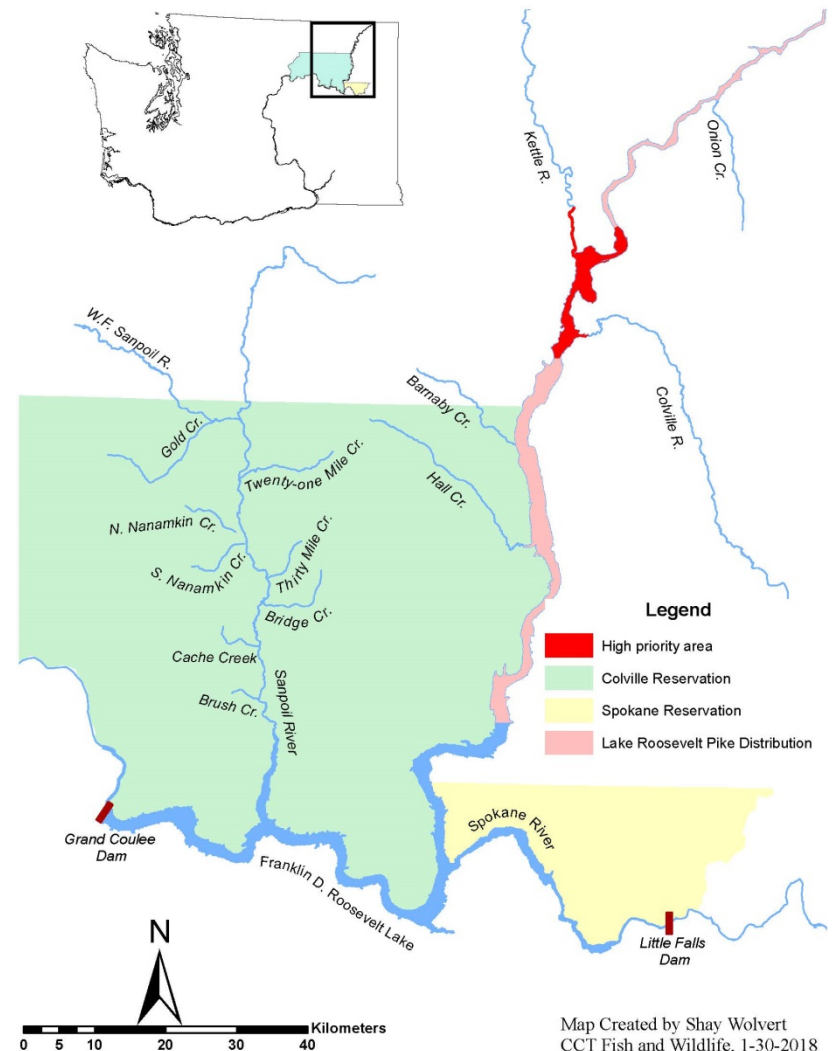 Kettle R.
Onion Cr.
W.F. Sanpoil R.
Barnaby Cr.
Colville R.
Gold Cr.
Twenty-one Mile Cr.
Hall Cr.
N. Nanamkin Cr.
S. Nanamkin Cr.
Thirty Mile Cr.
Bridge Cr.
Cache Creek
Brush Cr.
Sanpoil River
Legend
High priority area
Colville Reservation
Spokane Reservation
Lake Roosevelt Pike Distribution
Grand Coulee
Dam
Franklin D. Roosevelt Lake
Spokane River
Little Falls
Dam
N
Kilometers
0 5 10 20 30 40
Map Created by Shay Wolvert
CCT Fish and Wildlife, 1-30-2018